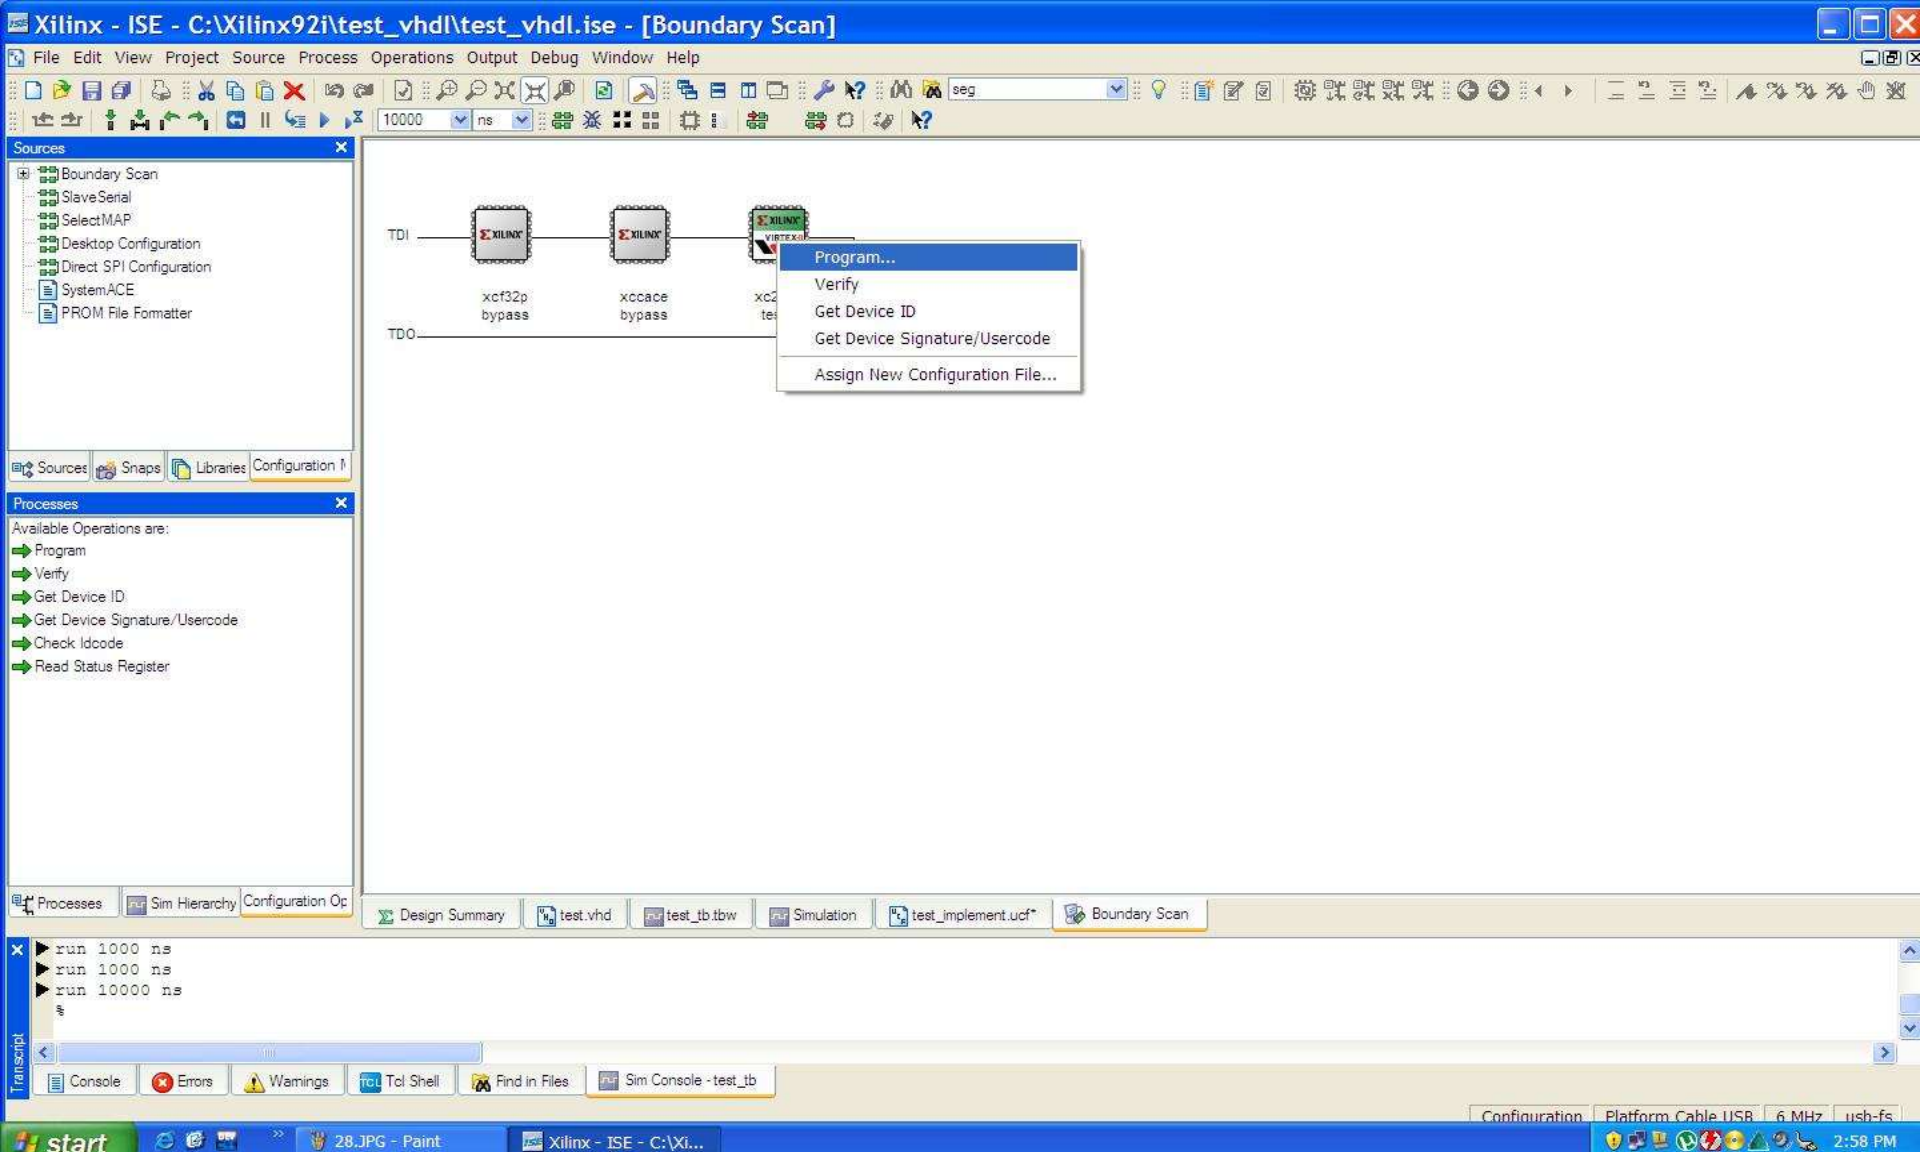 Xilinx - ISE - C:\Xilinx92i\test_vhdl\test_vhdl.ise - [Boundary Scan]
File Edit View Project Source Process Operations Output Debug Window Help
seg
10000 ns
Sources
Boundary Scan
SlaveSerial
SelectMAP
Desktop Configuration
Direct SPI Configuration
SystemACE
PROM File Formatter
Sources Snaps Libraries Configuration
TDI
XILINX
XILINX
XILINX
xcf32p
bypass
xccace
bypass
TDO
Program...
Verify
Get Device ID
Get Device Signature/Usercode
Assign New Configuration File...
Processes
Available Operations are:
Program
Verify
Get Device ID
Get Device Signature/Usercode
Check Idcode
Read Status Register
Processes Sim Hierarchy Configuration Op
Design Summary test.vhd test_tb.tbw Simulation test_implement.ucf* Boundary Scan
run 1000 ns
run 1000 ns
run 10000 ns
%
Transcript
Console Errors Warnings Tcl Shell Find in Files Sim Console - test_tb
Configuration Platform Cable USB 6 MHz usb-fs
start 28.JPG - Paint Xilinx - ISE - C:\Xi... 2:58 PM